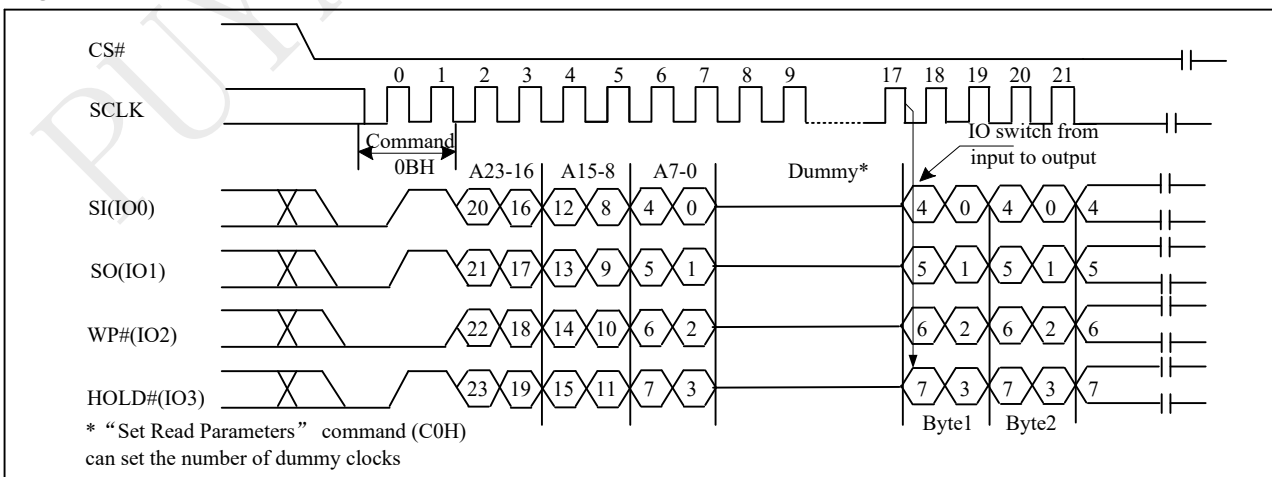 PUYA
CS#
0 1 2 3 4 5 6 7 8 9 17 18 19 20 21
SCLK
Command
0BH
IO switch from
input to output
A23-16 A15-8 A7-0 Dummy*
SI(IO0) 20 16 12 8 4 0 4 0 4 0 4
SO(IO1) 21 17 13 9 5 1 5 1 5 1 5
WP#(IO2) 22 18 14 10 6 2 6 2 6 2 6
HOLD#(IO3) 23 19 15 11 7 3 7 3 7 3 7
Byte1 Byte2
* “Set Read Parameters” command (C0H)
can set the number of dummy clocks